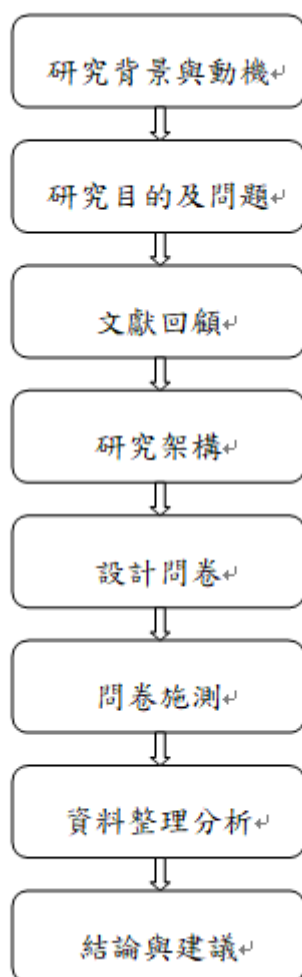 研究背景與動機
研究目的及問題
文獻回顧
研究架構
設計問卷
問卷施測
資料整理分析
結論與建議